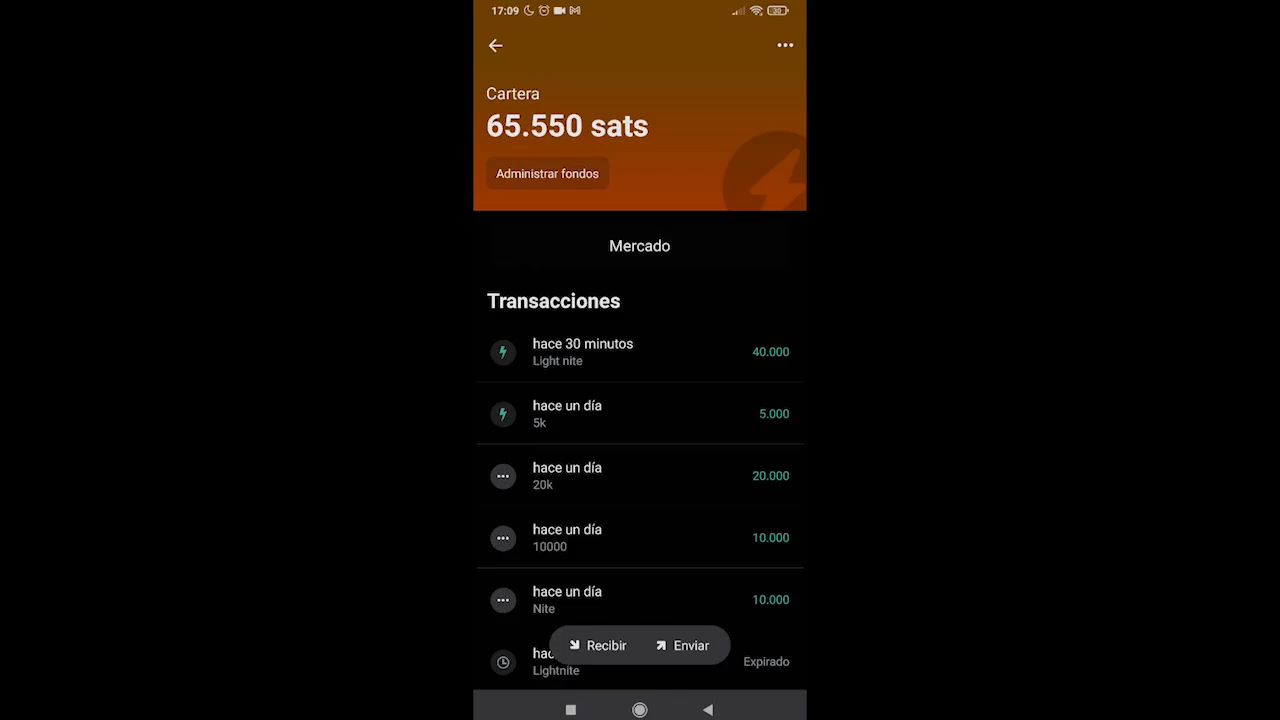 17:09
30
Cartera
65.550 sats
Administrar fondos
Mercado
Transacciones
hace 30 minutos
Light nite
40.000
hace un día
5k
5.000
hace un día
20k
20.000
hace un día
10000
10.000
hace un día
Nite
10.000
Recibir
Enviar
Lightnite
Expirado